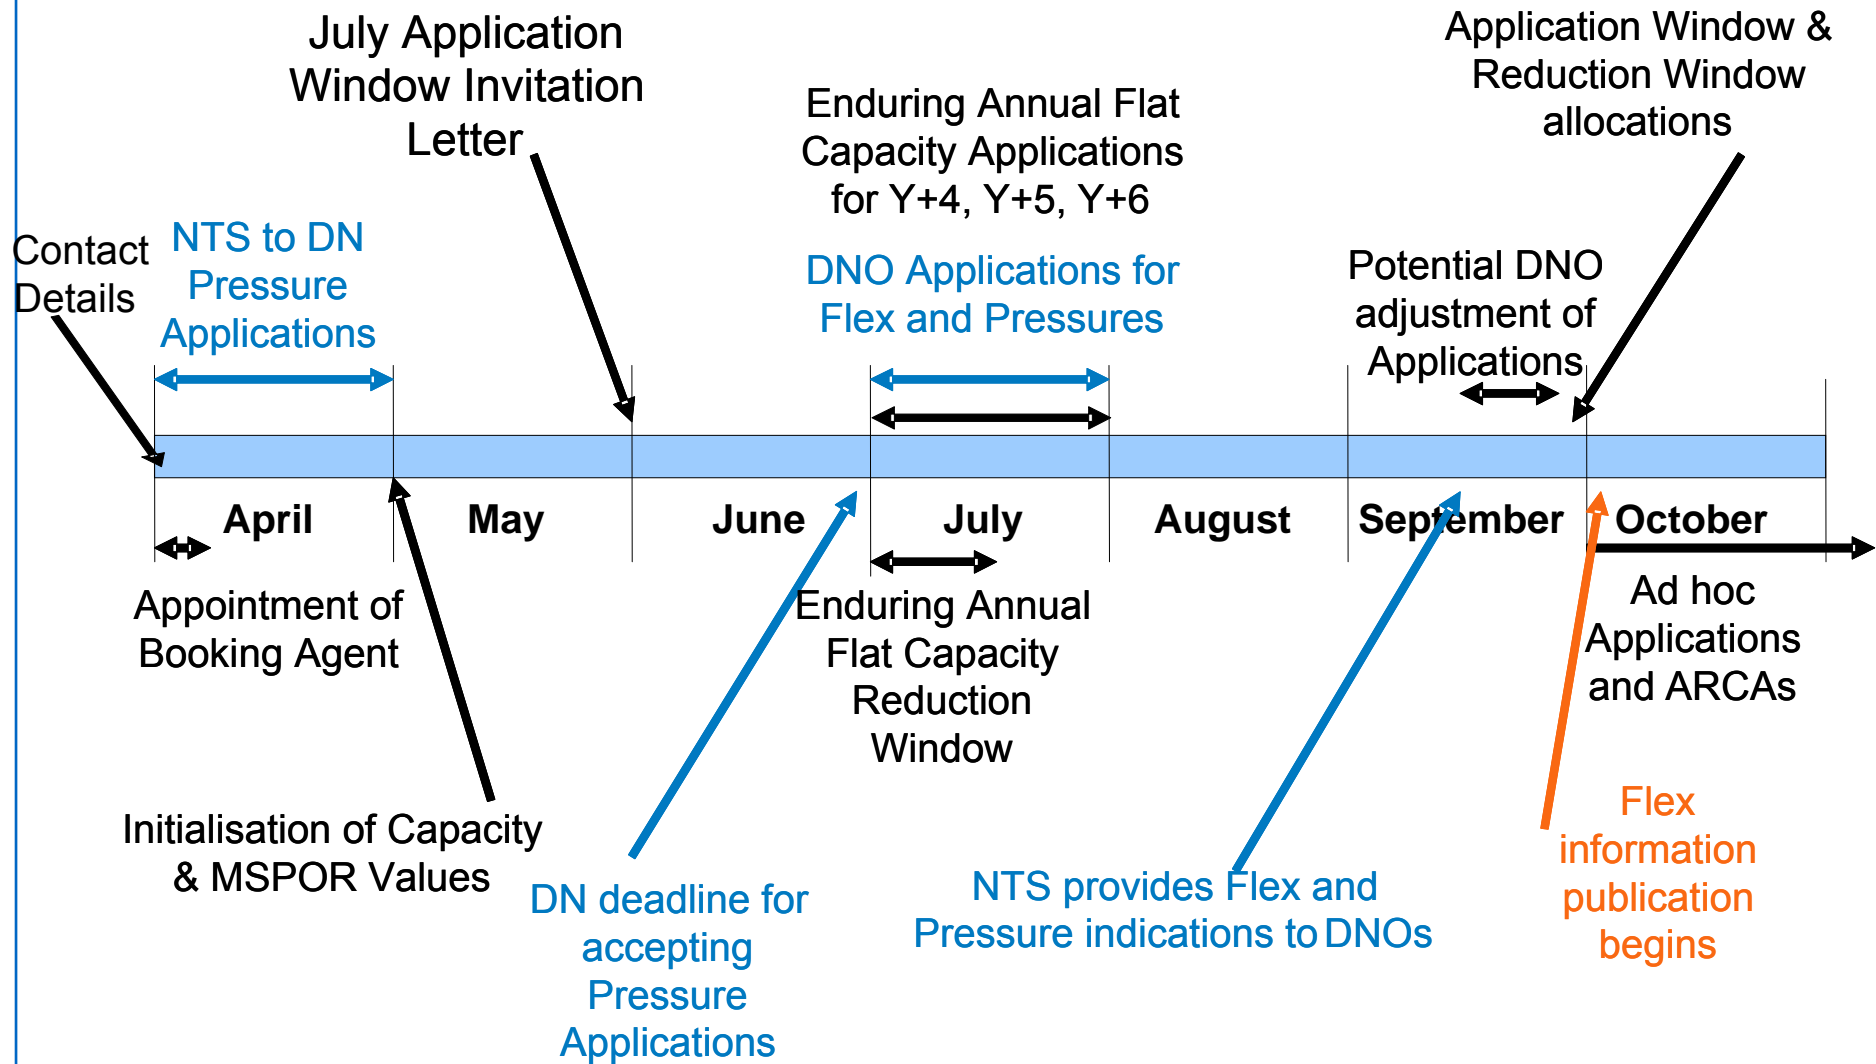 July Application
Window Invitation
Letter
Application Window &
Reduction Window
allocations
Enduring Annual Flat
Capacity Applications
for Y+4, Y+5, Y+6
Contact
Details
NTS to DN
Pressure
Applications
DNO Applications for
Flex and Pressures
Potential DNO
adjustment of
Applications
April
May
June
July
August
September
October
Appointment of
Booking Agent
Enduring Annual
Flat Capacity
Reduction
Window
Ad hoc
Applications
and ARCAs
Initialisation of Capacity
& MSPOR Values
DN deadline for
accepting
Pressure
Applications
NTS provides Flex and
Pressure indications to DNOs
Flex
information
publication
begins